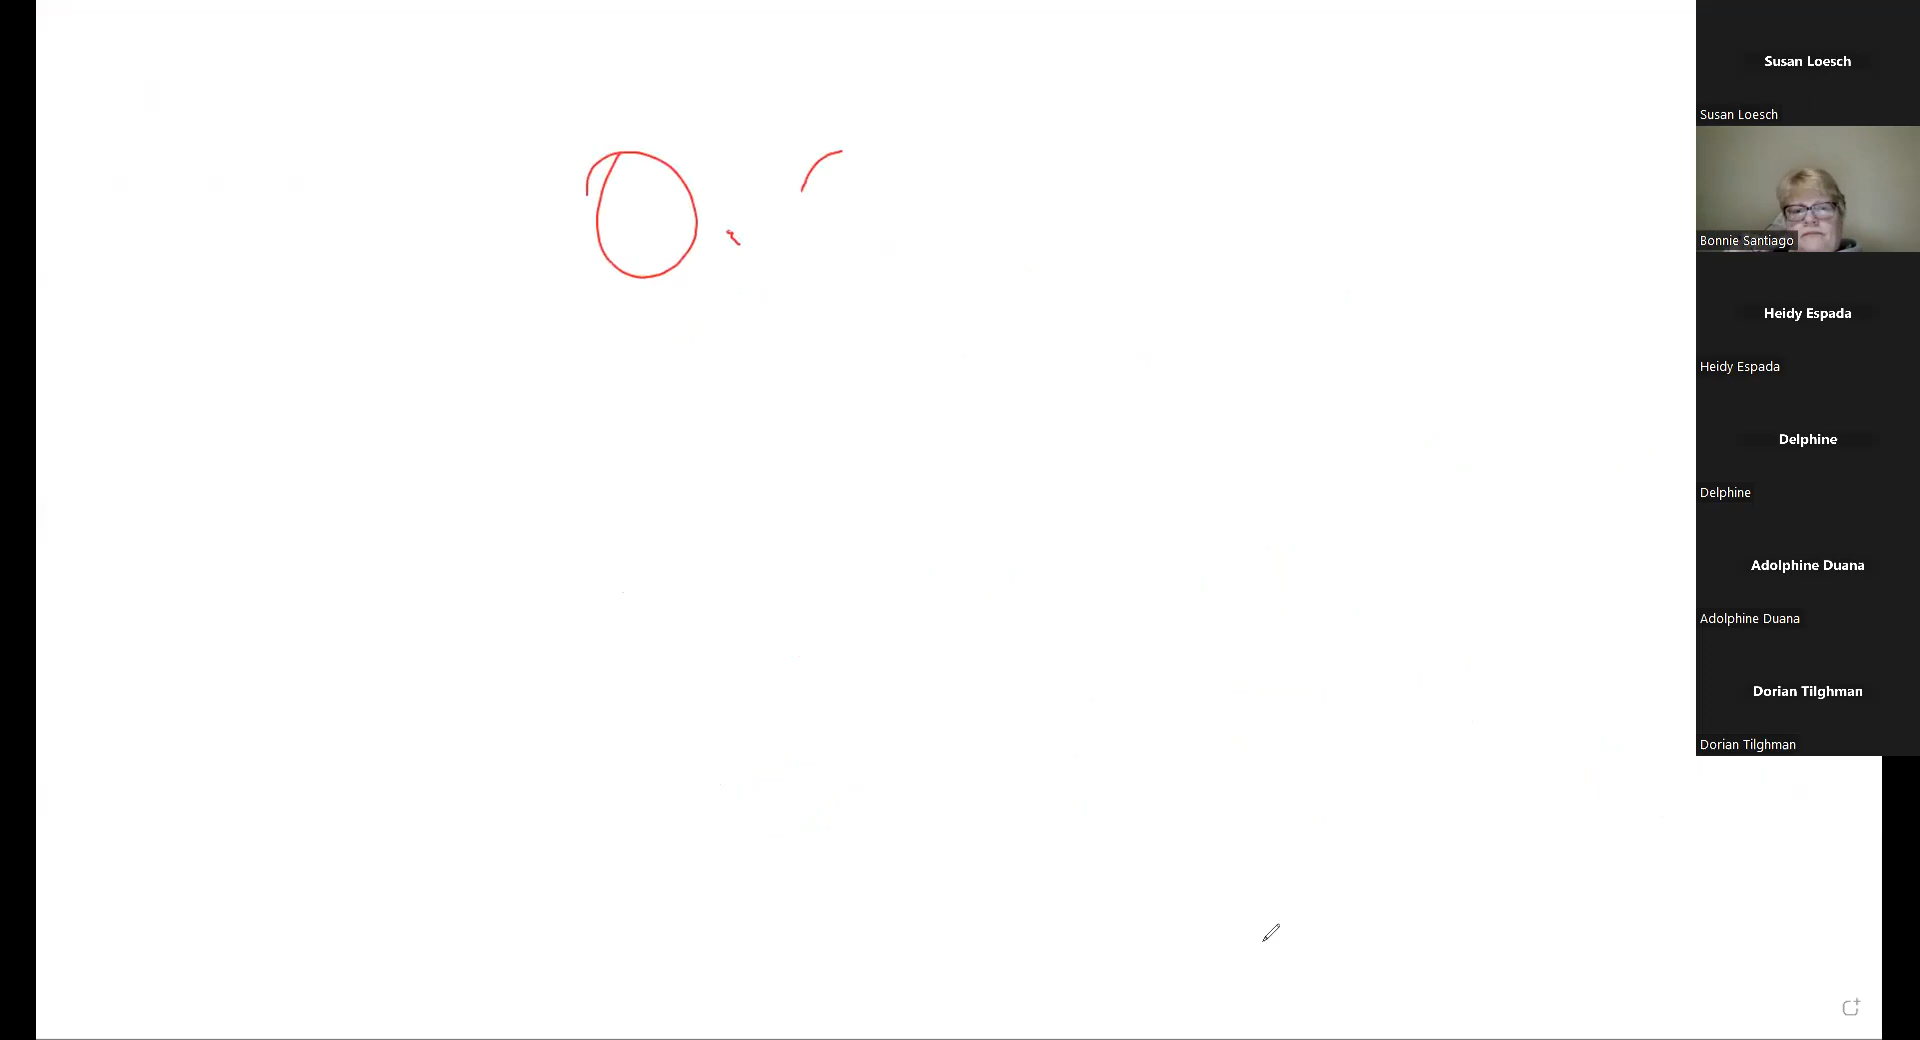 Susan Loesch
Susan Loesch
Bonnie Santiago
Heidy Espada
Heidy Espada
Delphine
Delphine
Adolphine Duana
Adolphine Duana
Dorian Tilghman
Dorian Tilghman